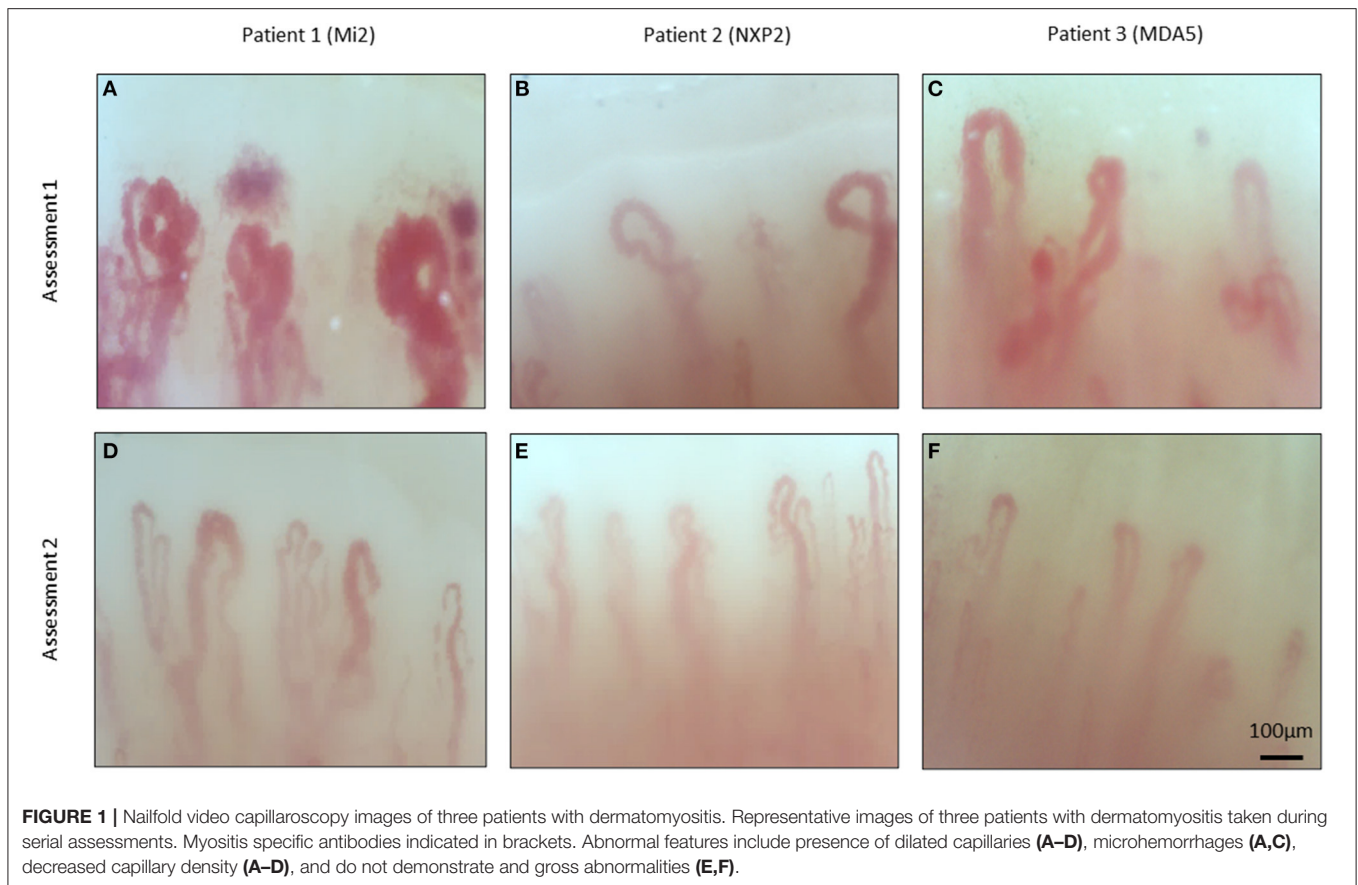 Patient 1 (Mi2)
Patient 2 (NXP2)
Patient 3 (MDA5)
Assessment 1
A
B
C
Assessment 2
D
E
F
100μm
FIGURE 1 | Nailfold video capillaroscopy images of three patients with dermatomyositis. Representative images of three patients with dermatomyositis taken during
serial assessments. Myositis specific antibodies indicated in brackets. Abnormal features include presence of dilated capillaries (A–D), microhemorrhages (A,C),
decreased capillary density (A–D), and do not demonstrate and gross abnormalities (E,F).